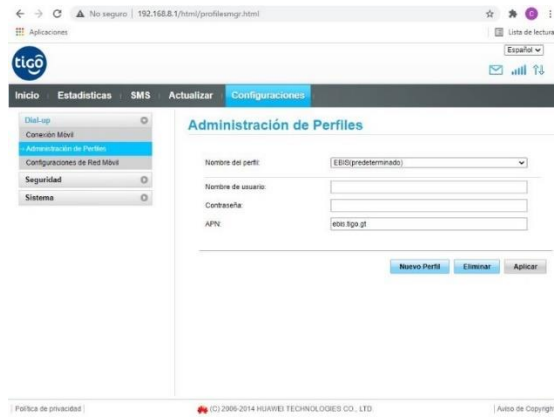 No seguro | 192.168.8.1/html/profilesmgr.html
C
Aplicaciones
Lista de lectura
Español
tigo
Inicio Estadisticas SMS Actualizar Configuraciones
Dial-up
Conexión Móvil
Administración de Perfiles
Configuraciones de Red Móvil
Seguridad
Sistema
Administración de Perfiles
Nombre del perfil: EBIS(predeterminado)
Nombre de usuario:
Contraseña:
APN: ebis.tigo.gt
Nuevo Perfil Eliminar Aplicar
Política de privacidad (C) 2006-2014 HUAWEI TECHNOLOGIES CO., LTD. Aviso de Copyrigh